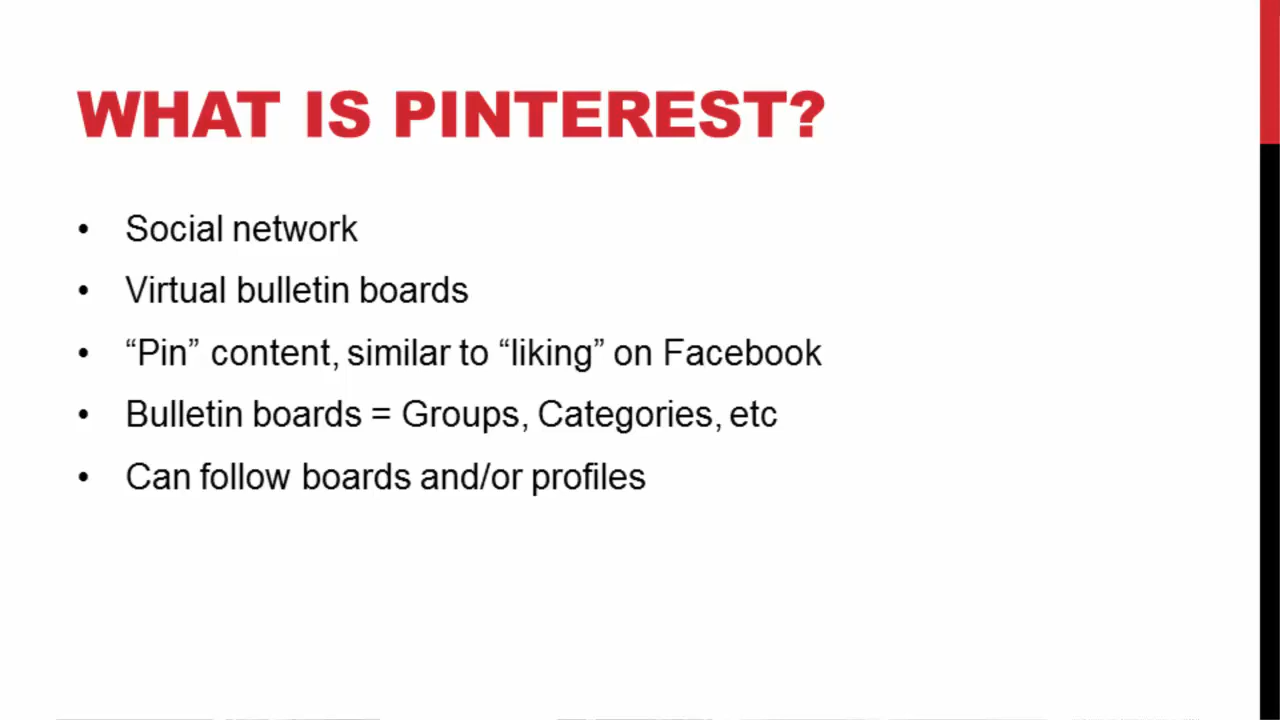 WHAT IS PINTEREST?
• Social network
• Virtual bulletin boards
• “Pin” content, similar to “liking” on Facebook
• Bulletin boards = Groups, Categories, etc
• Can follow boards and/or profiles